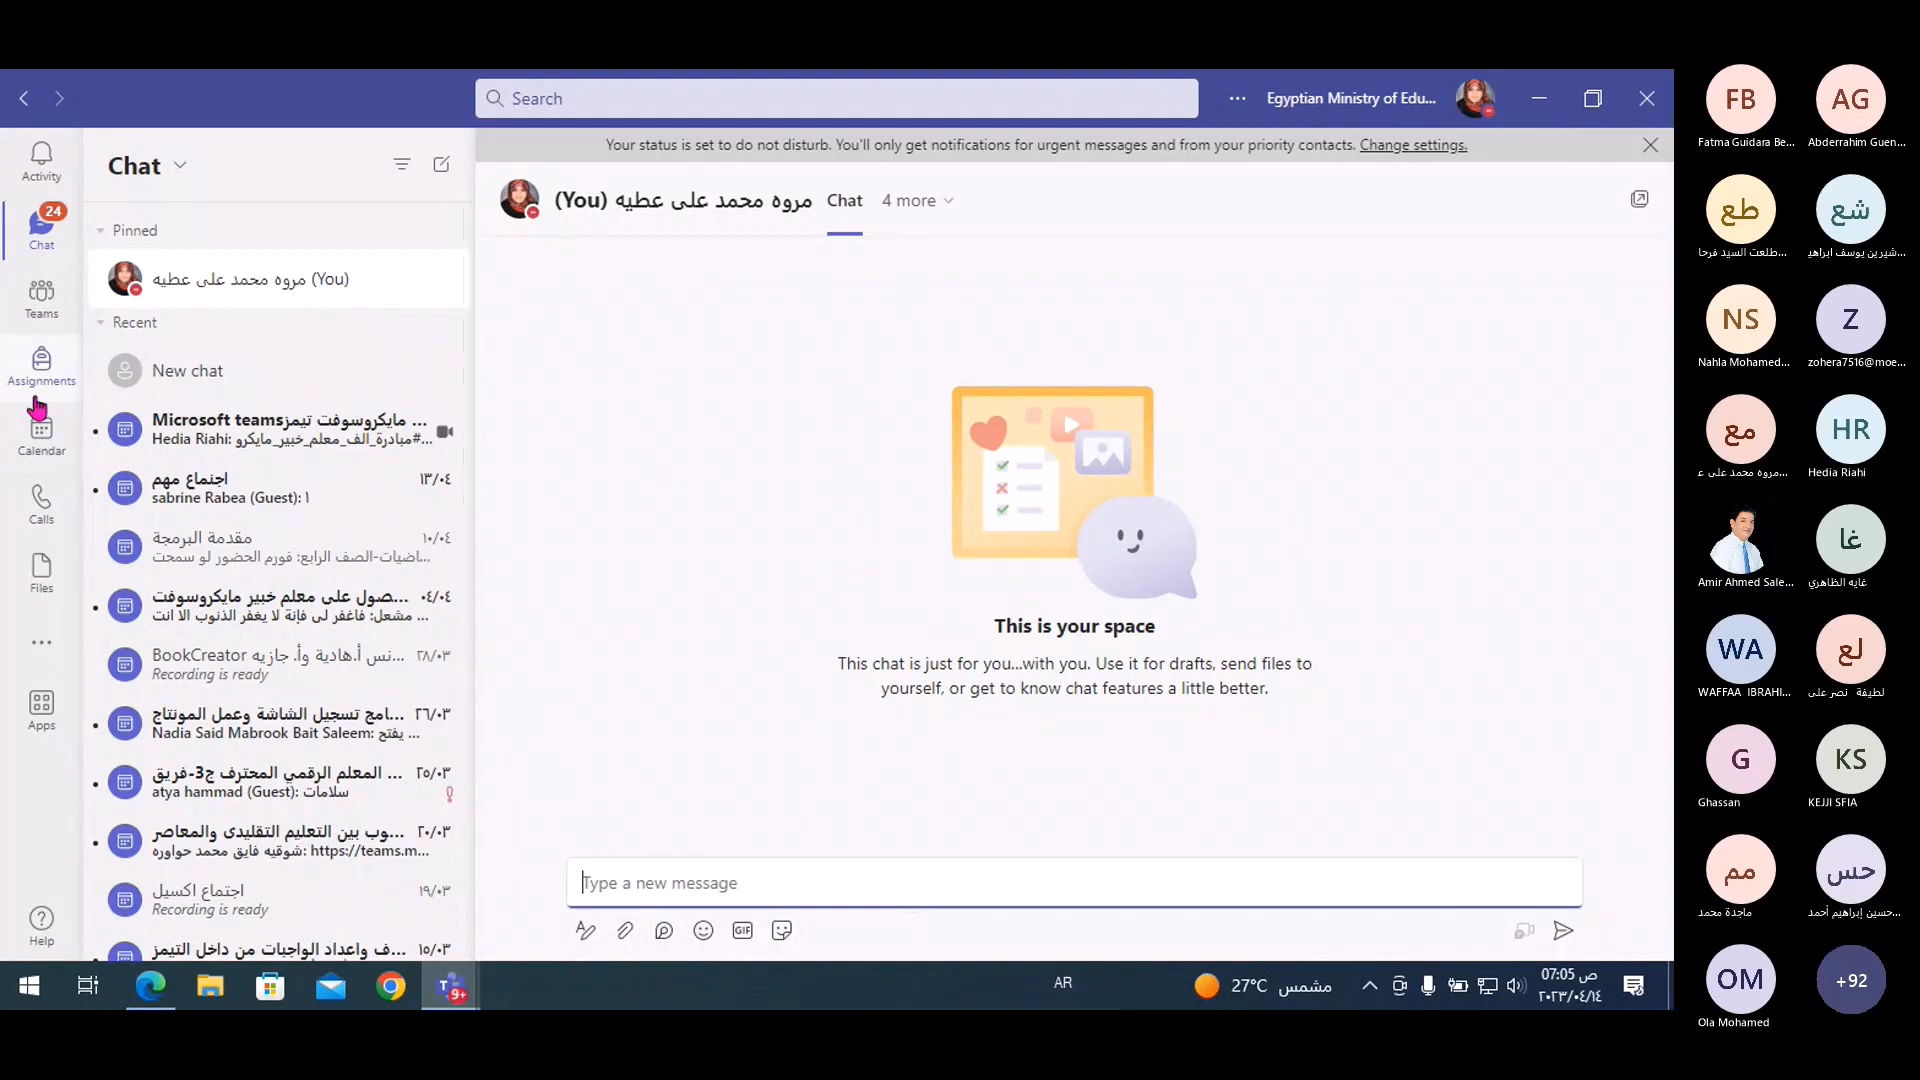 Search
Egyptian Ministry of Edu...
Your status is set to do not disturb. You'll only get notifications for urgent messages and from your priority contacts. Change settings.
Activity
24
Chat
Teams
Assignments
Calendar
Calls
Files
Apps
Help
Chat
Pinned
مروه محمد على عطيه (You)
Recent
New chat
Microsoft teamsمايكروسوفت تيمز ...
Hedia Riahi: #مبادرة_الف_معلم_خبير_مايكرو...
اجتماع مهم
١٣/٠٤
sabrine Rabea (Guest): ١
مقدمة البرمجة
١٠/٠٤
...اضيات-الصف الرابع: فورم الحضور لو سمحت
...صول على معلم خبير مايكروسوفت
٠٤/٠٤
مشعل: فاغفر لى فإنة لا يغفر الذنوب الا انت ...
BookCreator نس أ.هادية وأ. جازيه...
٢٨/٠٣
Recording is ready
...امج تسجيل الشاشة وعمل المونتاج
٢٦/٠٣
Nadia Said Mabrook Bait Saleem: يفتح ...
المعلم الرقمي المحترف ج3-فريق ...
٢٥/٠٣
atya hammad (Guest): سلامات
...وب بين التعليم التقليدى والمعاصر
٢٠/٠٣
شوقيه فايق محمد حواوره: https://teams.m...
اجتماع اكسيل
١٩/٠٣
Recording is ready
...ف واعداد الواجبات من داخل التيمز
١٥/٠٣
مروه محمد على عطيه (You)
Chat
4 more
This is your space
This chat is just for you...with you. Use it for drafts, send files to
yourself, or get to know chat features a little better.
Type a new message
GIF
9+
AR
27°C مشمس
07:05 ص
٢٠٢٣/٠٤/١٤
FB
Fatma Guidara Be...
AG
Abderrahim Guen...
طع
طلعت السيد فرحا...
شع
شيرين يوسف ابراهي...
NS
Nahla Mohamed...
Z
zohera7516@moe...
مع
مروه محمد على ع...
HR
Hedia Riahi
Amir Ahmed Sale...
غا
غايه الظاهري
WA
WAFFAA IBRAHI...
لع
لطيفة نصر على
G
Ghassan
KS
KEJJI SFIA
مم
ماجدة محمد
حس
حسين إبراهيم أحمد...
OM
Ola Mohamed
+92